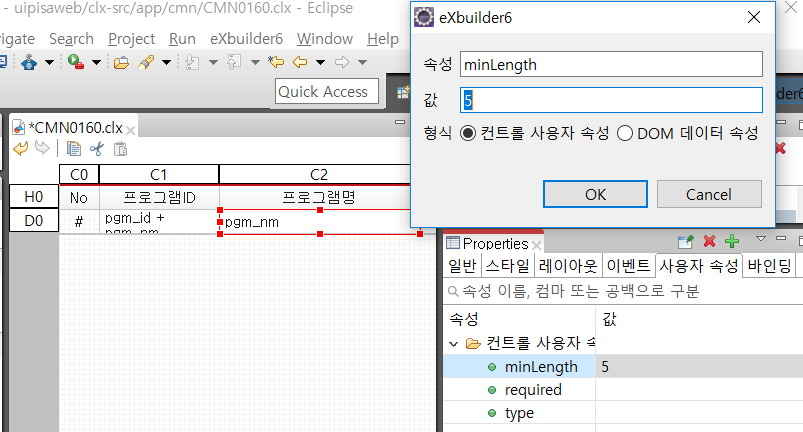 - uipisaweb/clx-src/app/cmn/CMN0160.clx - Eclipse
Search Project Run eXbuilder6 Window Help
Quick Access
*CMN0160.clx
C0 C1 C2
H0 No 프로그램ID 프로그램명
D0 # pgm_id + pgm_nm
pgm_nm
eXbuilder6
속성 minLength
값 5
형식 컨트롤 사용자 속성 DOM 데이터 속성
OK Cancel
Properties
일반 스타일 레이아웃 이벤트 사용자 속성 바인딩
속성 이름, 컴마 또는 공백으로 구분
속성 값
컨트롤 사용자
minLength 5
required
type